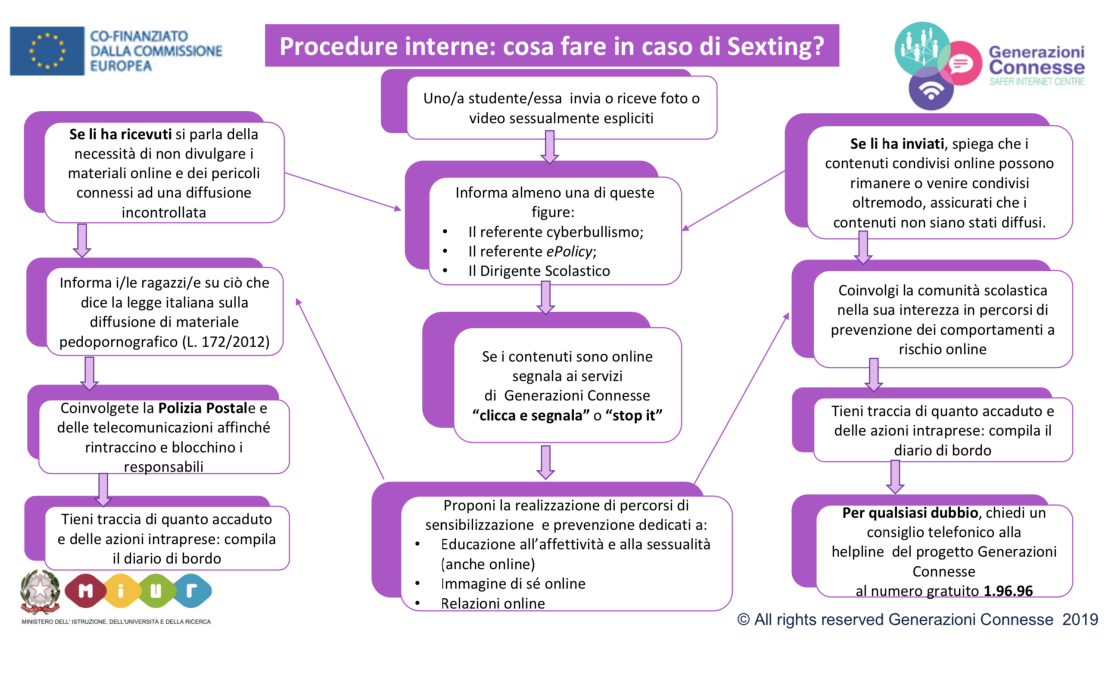 CO-FINANZIATO
DALLA COMMISSIONE
EUROPEA
Procedure interne: cosa fare in caso di Sexting?
Generazioni
Connesse
SAFER INTERNET CENTRE
Uno/a studente/essa invia o riceve foto o
video sessualmente espliciti
Se li ha ricevuti si parla della
necessità di non divulgare i
materiali online e dei pericoli
connessi ad una diffusione
incontrollata
Informa i/le ragazzi/e su ciò che
dice la legge italiana sulla
diffusione di materiale
pedopornografico (L. 172/2012)
Coinvolgete la Polizia Postale e
delle telecomunicazioni affinché
rintraccino e blocchino i
responsabili
Tieni traccia di quanto accaduto
e delle azioni intraprese: compila
il diario di bordo
Informa almeno una di queste
figure:
• Il referente cyberbullismo;
• Il referente ePolicy;
• Il Dirigente Scolastico
Se i contenuti sono online
segnala ai servizi
di Generazioni Connesse
“clicca e segnala” o “stop it”
Proponi la realizzazione di percorsi di
sensibilizzazione e prevenzione dedicati a:
• Educazione all’affettività e alla sessualità
(anche online)
• Immagine di sé online
• Relazioni online
Se li ha inviati, spiega che i
contenuti condivisi online possono
rimanere o venire condivisi
oltremodo, assicurati che i
contenuti non siano stati diffusi.
Coinvolgi la comunità scolastica
nella sua interezza in percorsi di
prevenzione dei comportamenti a
rischio online
Tieni traccia di quanto accaduto e
delle azioni intraprese: compila il
diario di bordo
Per qualsiasi dubbio, chiedi un
consiglio telefonico alla
helpline del progetto Generazioni
Connesse
al numero gratuito 1.96.96
miur
MINISTERO DELL' ISTRUZIONE, DELL'UNIVERSITÀ E DELLA RICERCA
© All rights reserved Generazioni Connesse 2019